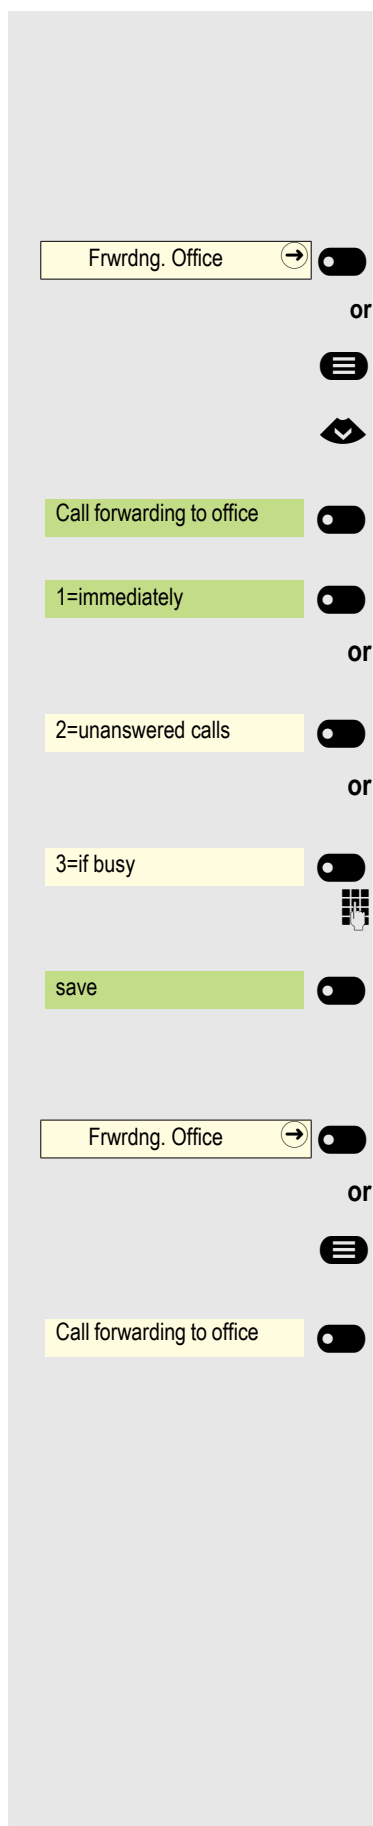 Frwrdng. Office
or
Call forwarding to office
1=immediately
or
2=unanswered calls
or
3=if busy
save
Frwrdng. Office
or
Call forwarding to office